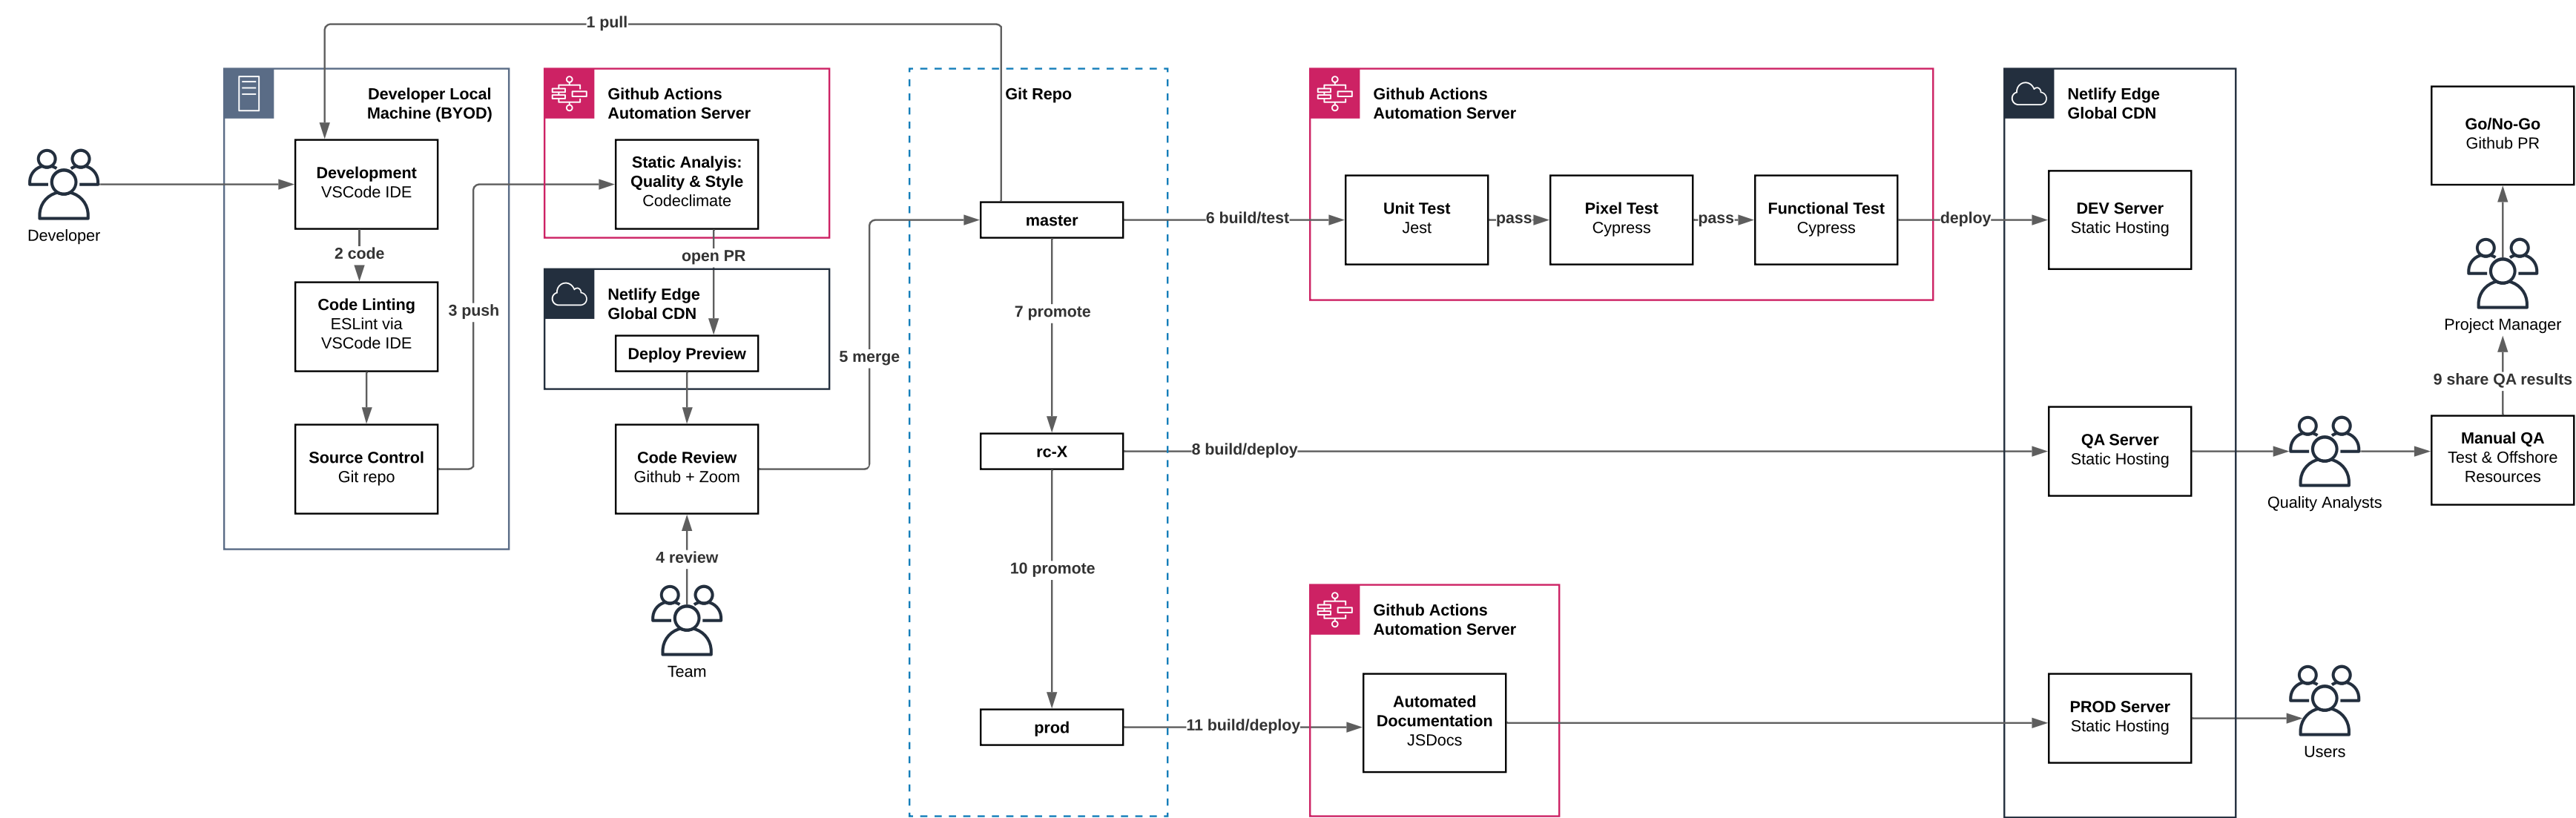 1 pull
Developer Local
Machine (BYOD)
Development
VSCode IDE
Developer
2 code
Code Linting
ESLint via
VSCode IDE
3 push
Source Control
Git repo
Github Actions
Automation Server
Static Analyis:
Quality & Style
Codeclimate
open PR
Netlify Edge
Global CDN
Deploy Preview
Code Review
Github + Zoom
4 review
Team
5 merge
Git Repo
master
7 promote
rc-X
10 promote
prod
6 build/test
Github Actions
Automation Server
Unit Test
Jest
pass
Pixel Test
Cypress
pass
Functional Test
Cypress
deploy
8 build/deploy
11 build/deploy
Github Actions
Automation Server
Automated
Documentation
JSDocs
Netlify Edge
Global CDN
DEV Server
Static Hosting
QA Server
Static Hosting
PROD Server
Static Hosting
Quality Analysts
Users
Go/No-Go
Github PR
Project Manager
9 share QA results
Manual QA
Test & Offshore
Resources